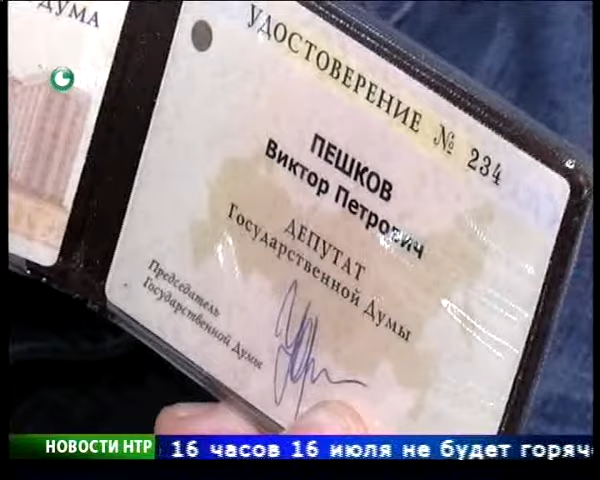 ДУМА
УДОСТОВЕРЕНИЕ № 234
ПЕШКОВ
Виктор Петрович
ДЕПУТАТ
Государственной Думы
Председатель
Государственной Думы
НОВОСТИ НТР
16 часов 16 июля не будет горяч